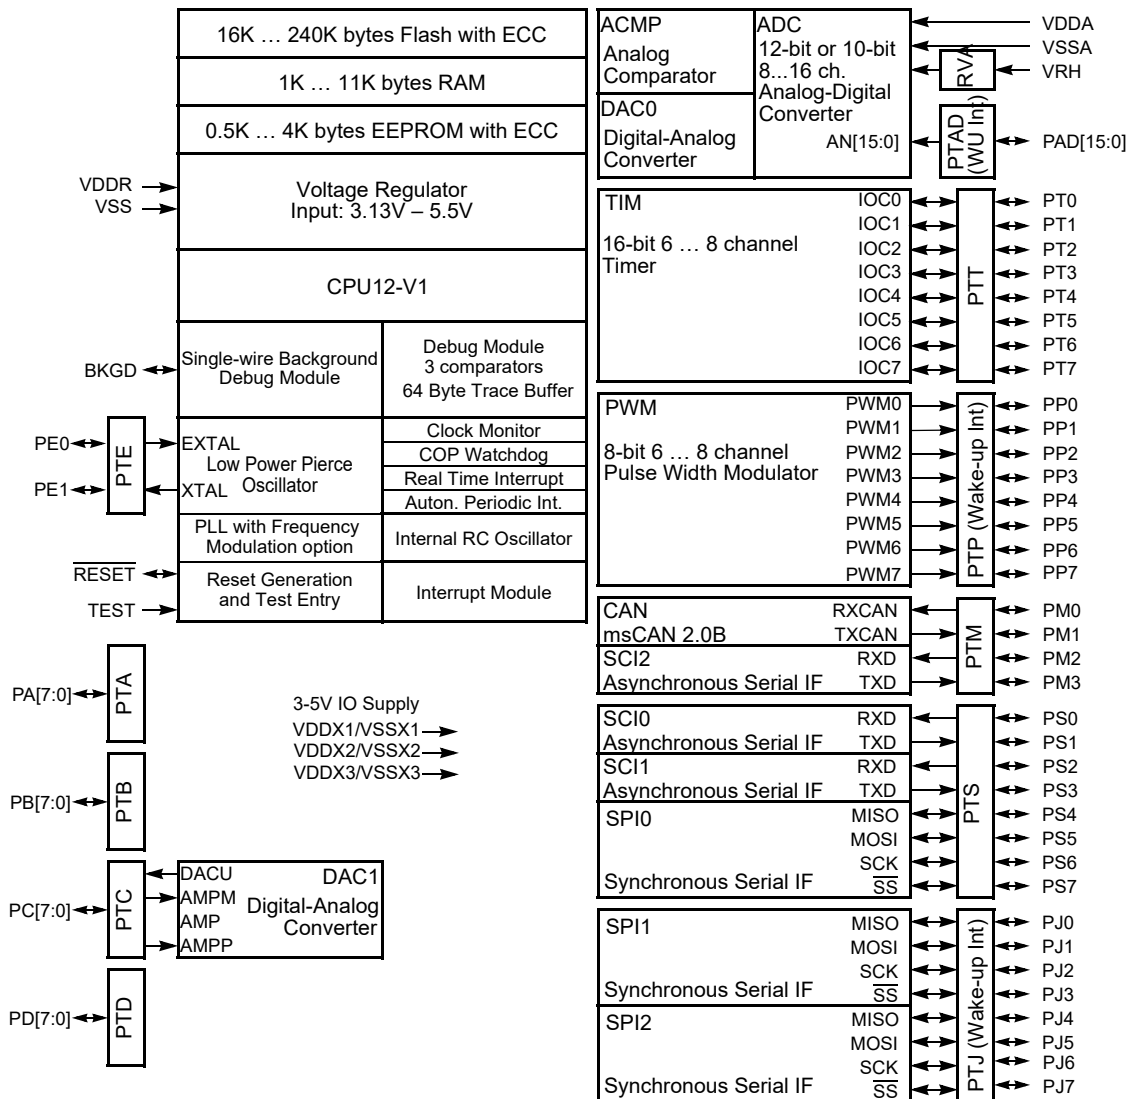 16K … 240K bytes Flash with ECC
1K … 11K bytes RAM
0.5K … 4K bytes EEPROM with ECC
VDDR
VSS
Voltage Regulator
Input: 3.13V – 5.5V
CPU12-V1
BKGD
Single-wire Background
Debug Module
Debug Module
3 comparators
64 Byte Trace Buffer
PE0
PE1
PTE
EXTAL
Low Power Pierce
Oscillator
XTAL
Clock Monitor
COP Watchdog
Real Time Interrupt
Auton. Periodic Int.
PLL with Frequency
Modulation option
Internal RC Oscillator
RESET
TEST
Reset Generation
and Test Entry
Interrupt Module
PA[7:0]
PTA
3-5V IO Supply
VDDX1/VSSX1
VDDX2/VSSX2
VDDX3/VSSX3
PB[7:0]
PTB
PC[7:0]
PTC
DACU
AMPM
AMP
AMPP
DAC1
Digital-Analog
Converter
PD[7:0]
PTD
ACMP
Analog
Comparator
DAC0
Digital-Analog
Converter
ADC
12-bit or 10-bit
8...16 ch.
Analog-Digital
Converter
AN[15:0]
RVA
PTAD
(WU Int)
VDDA
VSSA
VRH
PAD[15:0]
TIM
16-bit 6 … 8 channel
Timer
IOC0
IOC1
IOC2
IOC3
IOC4
IOC5
IOC6
IOC7
PTT
PT0
PT1
PT2
PT3
PT4
PT5
PT6
PT7
PWM
8-bit 6 … 8 channel
Pulse Width Modulator
PWM0
PWM1
PWM2
PWM3
PWM4
PWM5
PWM6
PWM7
PTP (Wake-up Int)
PP0
PP1
PP2
PP3
PP4
PP5
PP6
PP7
CAN
msCAN 2.0B
RXCAN
TXCAN
SCI2
Asynchronous Serial IF
RXD
TXD
PTM
PM0
PM1
PM2
PM3
SCI0
Asynchronous Serial IF
RXD
TXD
SCI1
Asynchronous Serial IF
RXD
TXD
SPI0
Synchronous Serial IF
MISO
MOSI
SCK
SS
PTS
PS0
PS1
PS2
PS3
PS4
PS5
PS6
PS7
SPI1
Synchronous Serial IF
MISO
MOSI
SCK
SS
SPI2
Synchronous Serial IF
MISO
MOSI
SCK
SS
PTJ (Wake-up Int)
PJ0
PJ1
PJ2
PJ3
PJ4
PJ5
PJ6
PJ7